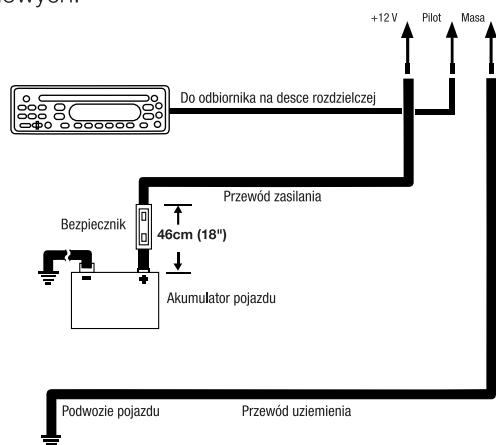 +12 V Pilot Masa
Do odbiornika na desce rozdzielczej
Przewód zasilania
Bezpiecznik
46cm (18")
Akumulator pojazdu
Podwozie pojazdu Przewód uziemienia